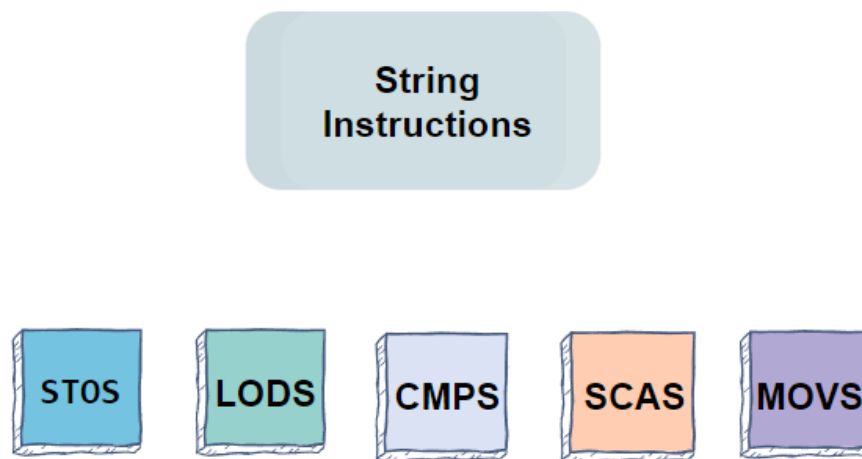 String
Instructions
STOS
LODS
CMPS
SCAS
MOVS